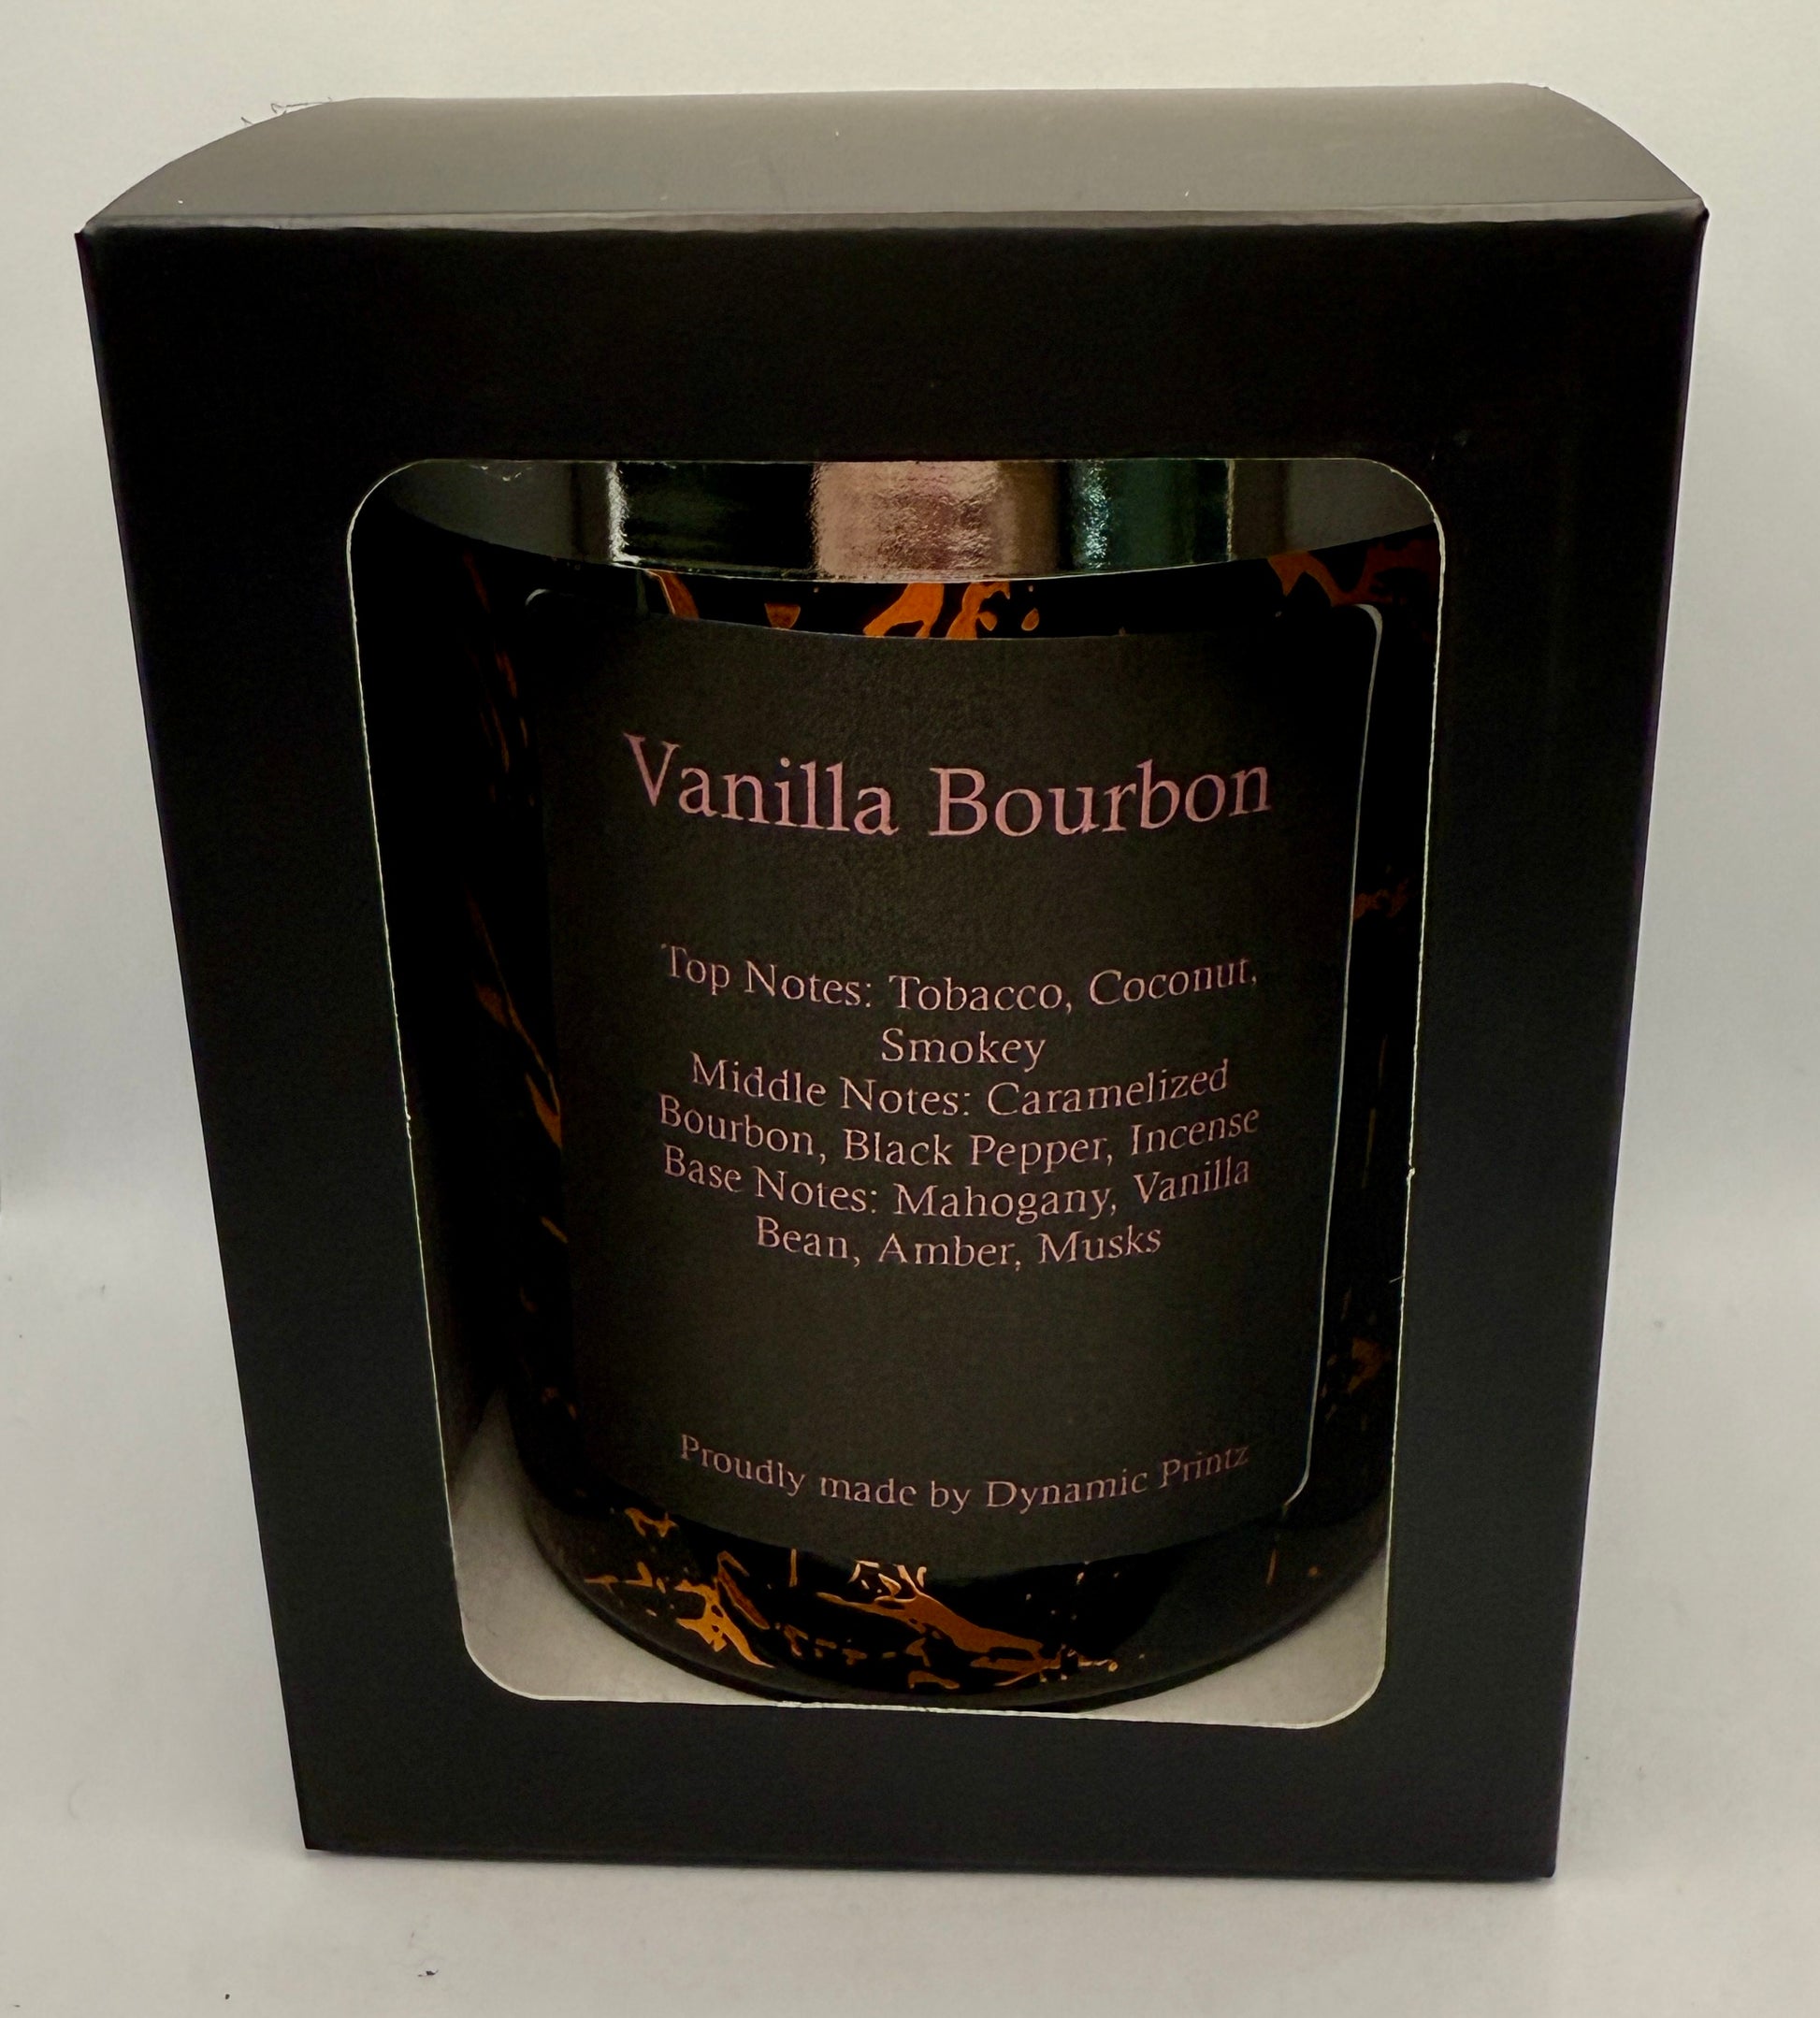 Vanilla Bourbon
Top Notes: Tobacco, Coconut,
Smokey
Middle Notes: Caramelized
Bourbon, Black Pepper, Incense
Base Notes: Mahogany, Vanilla
Bean, Amber, Musks
Proudly made by Dynamic Printz